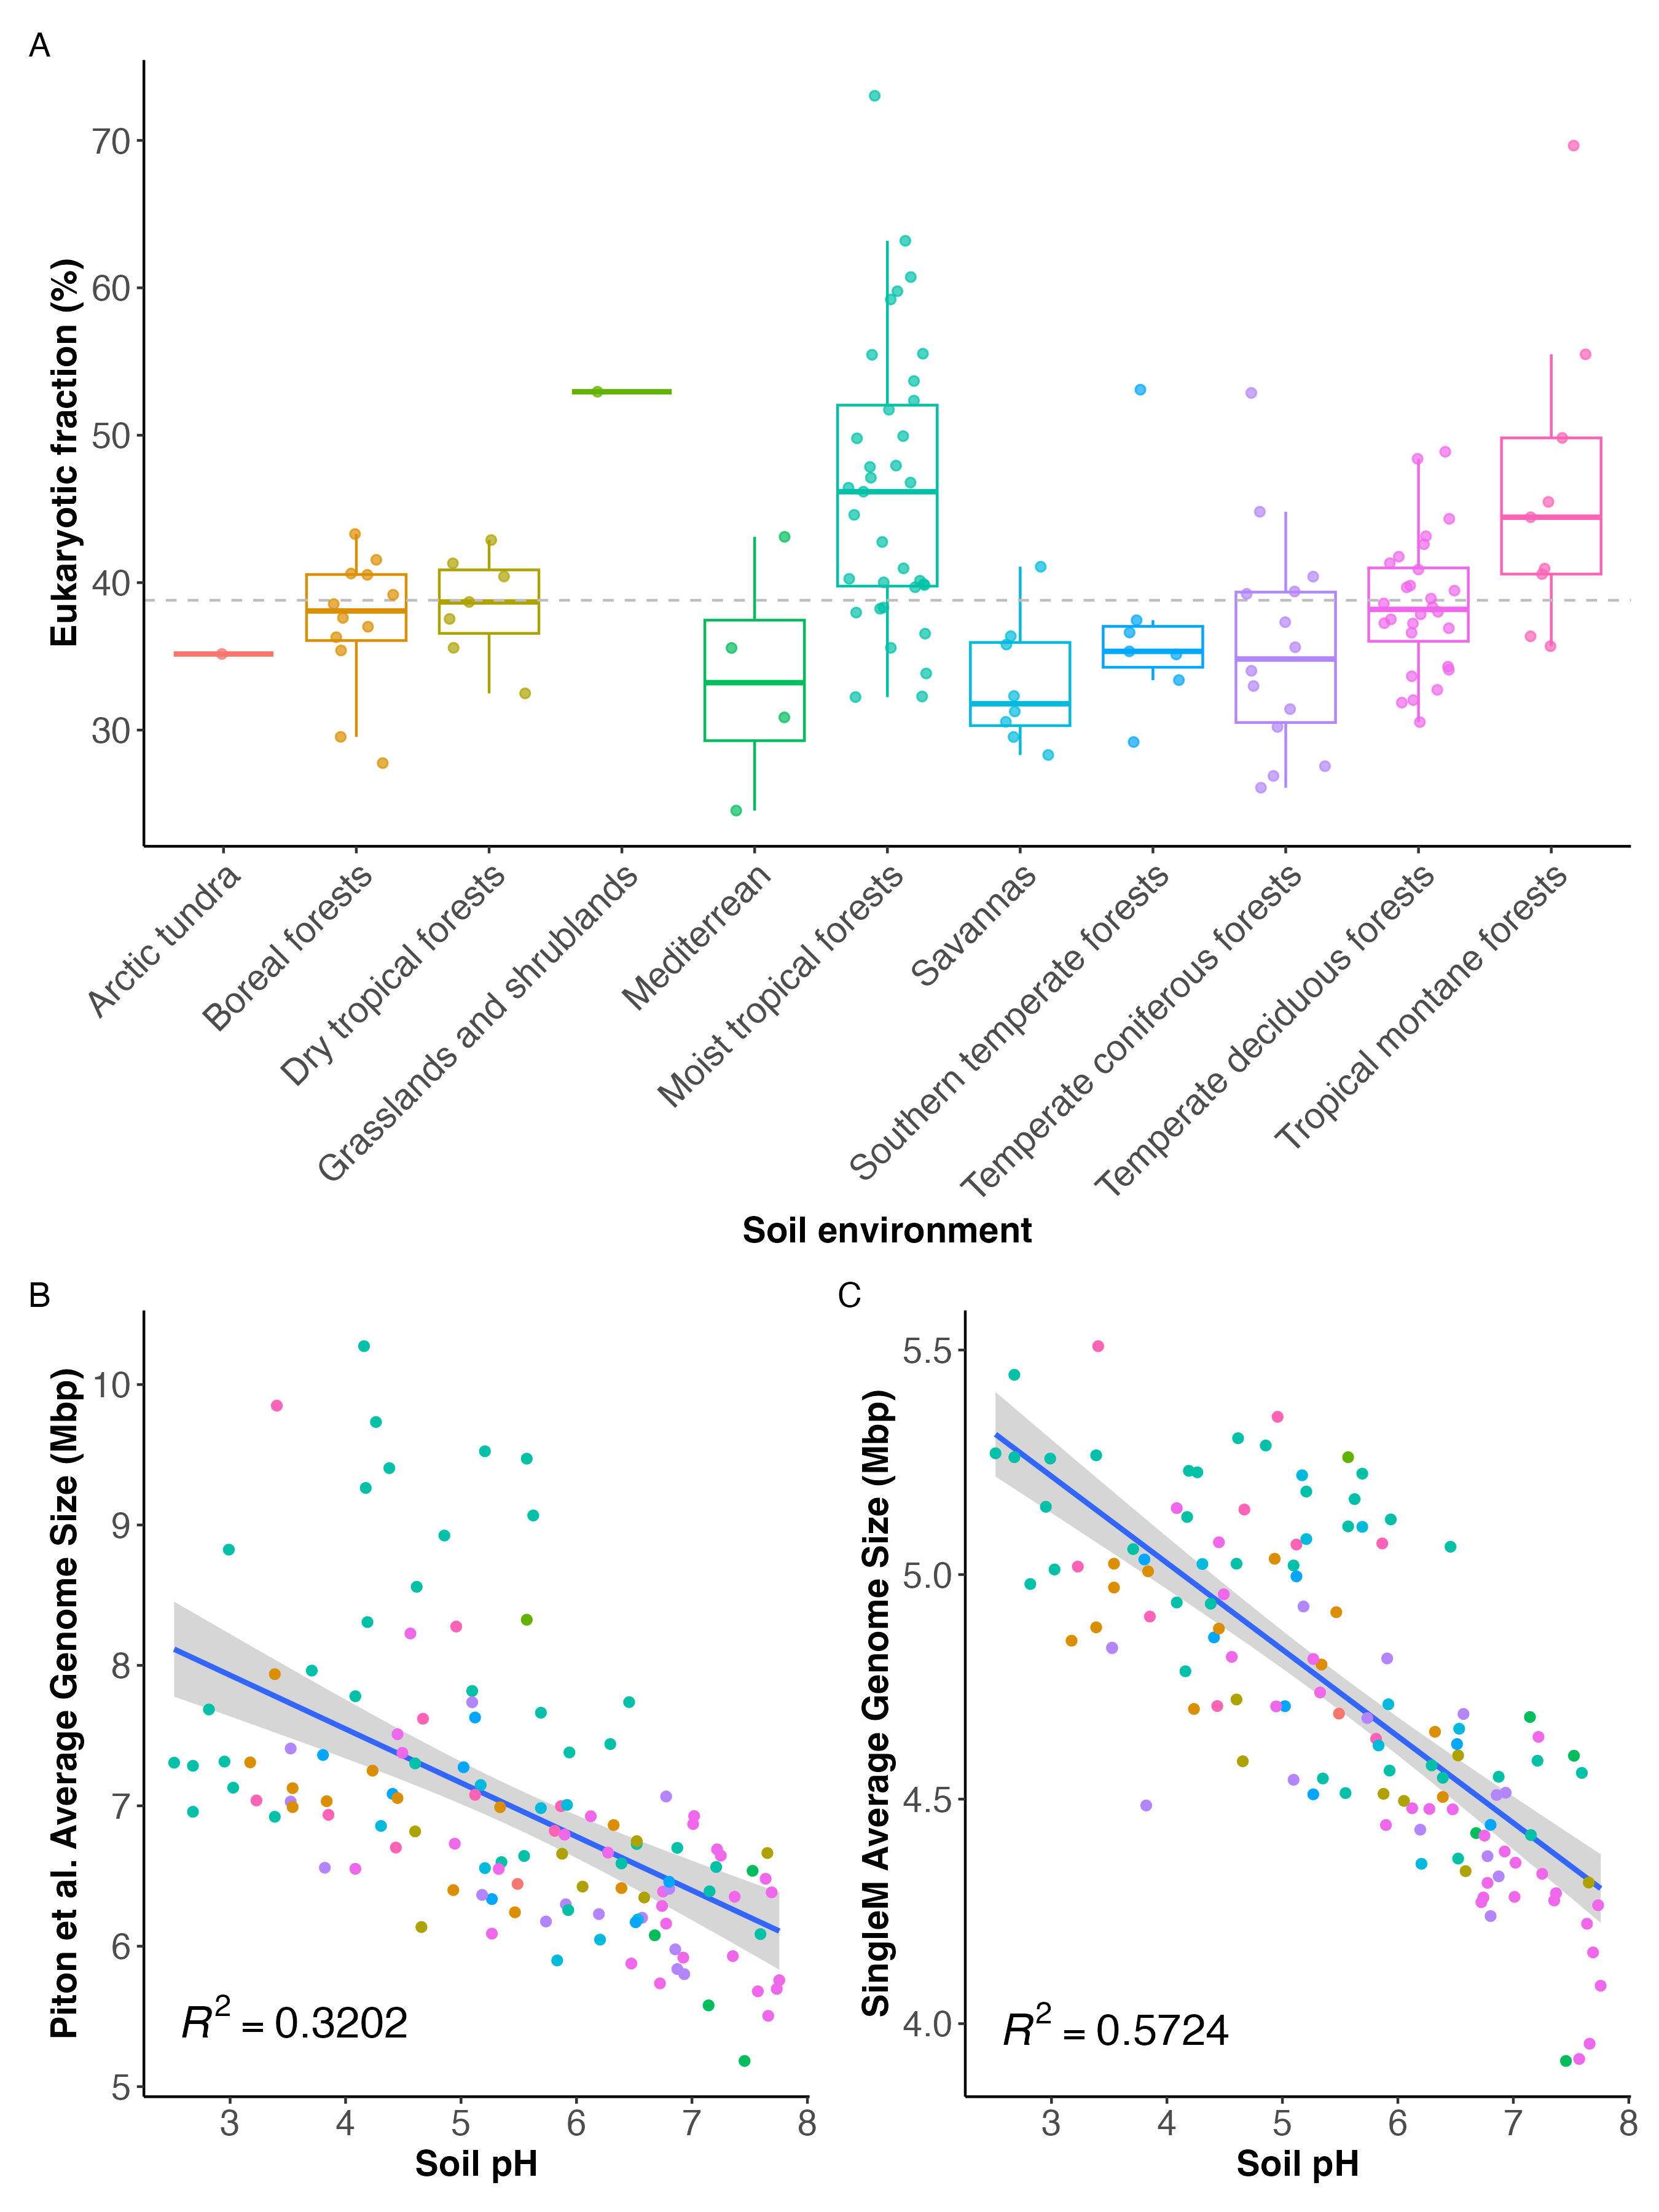 A
Eukaryotic fraction (%)
70
60
50
40
30
Arctic tundra
Boreal forests
Dry tropical forests
Grasslands and shrublands
Mediterrean
Moist tropical forests
Savannas
Southern temperate forests
Temperate coniferous forests
Temperate deciduous forests
Tropical montane forests
Soil environment
B
Piton et al. Average Genome Size (Mbp)
10
9
8
7
6
5
R² = 0.3202
3 4 5 6 7 8
Soil pH
C
SingleM Average Genome Size (Mbp)
5.5
5.0
4.5
4.0
R² = 0.5724
3 4 5 6 7 8
Soil pH